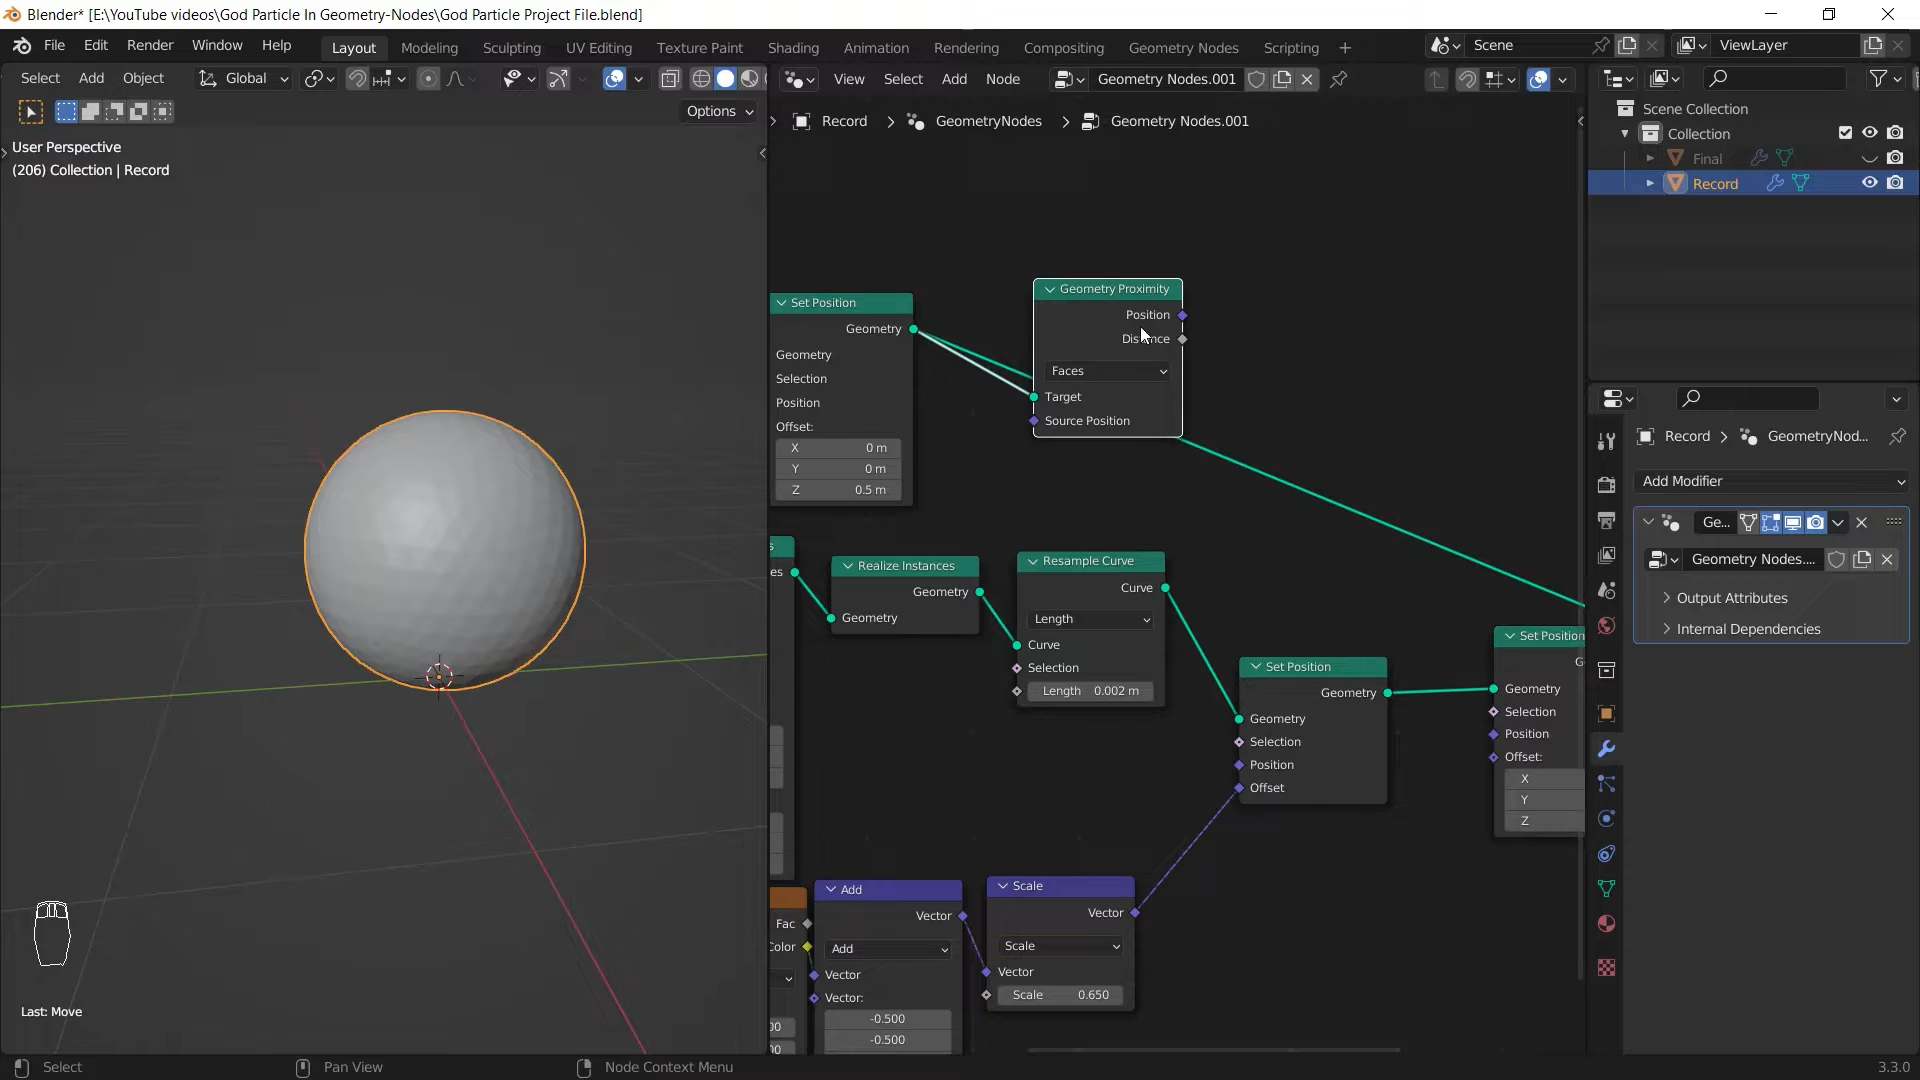 Blender* [E:\YouTube videos\God Particle In Geometry-Nodes\God Particle Project File.blend]
File Edit Render Window Help Layout Modeling Sculpting UV Editing Texture Paint Shading Animation Rendering Compositing Geometry Nodes Scripting + Scene ViewLayer
Select Add Object Global View Select Add Node Geometry Nodes.001
Options
Record > GeometryNodes > Geometry Nodes.001
User Perspective
(206) Collection | Record
Scene Collection
Collection
Final
Record
Set Position
Geometry
Geometry
Selection
Position
Offset:
X 0 m
Y 0 m
Z 0.5 m
Geometry Proximity
Position
Distance
Faces
Target
Source Position
s
es
Realize Instances
Geometry
Geometry
Resample Curve
Curve
Length
Curve
Selection
Length 0.002 m
Set Position
Geometry
Geometry
Selection
Position
Offset
Set Position
G
Geometry
Selection
Position
Offset:
X
Y
Z
Fac
Color
00
00
Add
Vector
Add
Vector
Vector:
-0.500
-0.500
Scale
Vector
Scale
Vector
Scale 0.650
Record > GeometryNod...
Add Modifier
Ge...
Geometry Nodes....
> Output Attributes
> Internal Dependencies
Last: Move
Select Pan View Node Context Menu 3.3.0